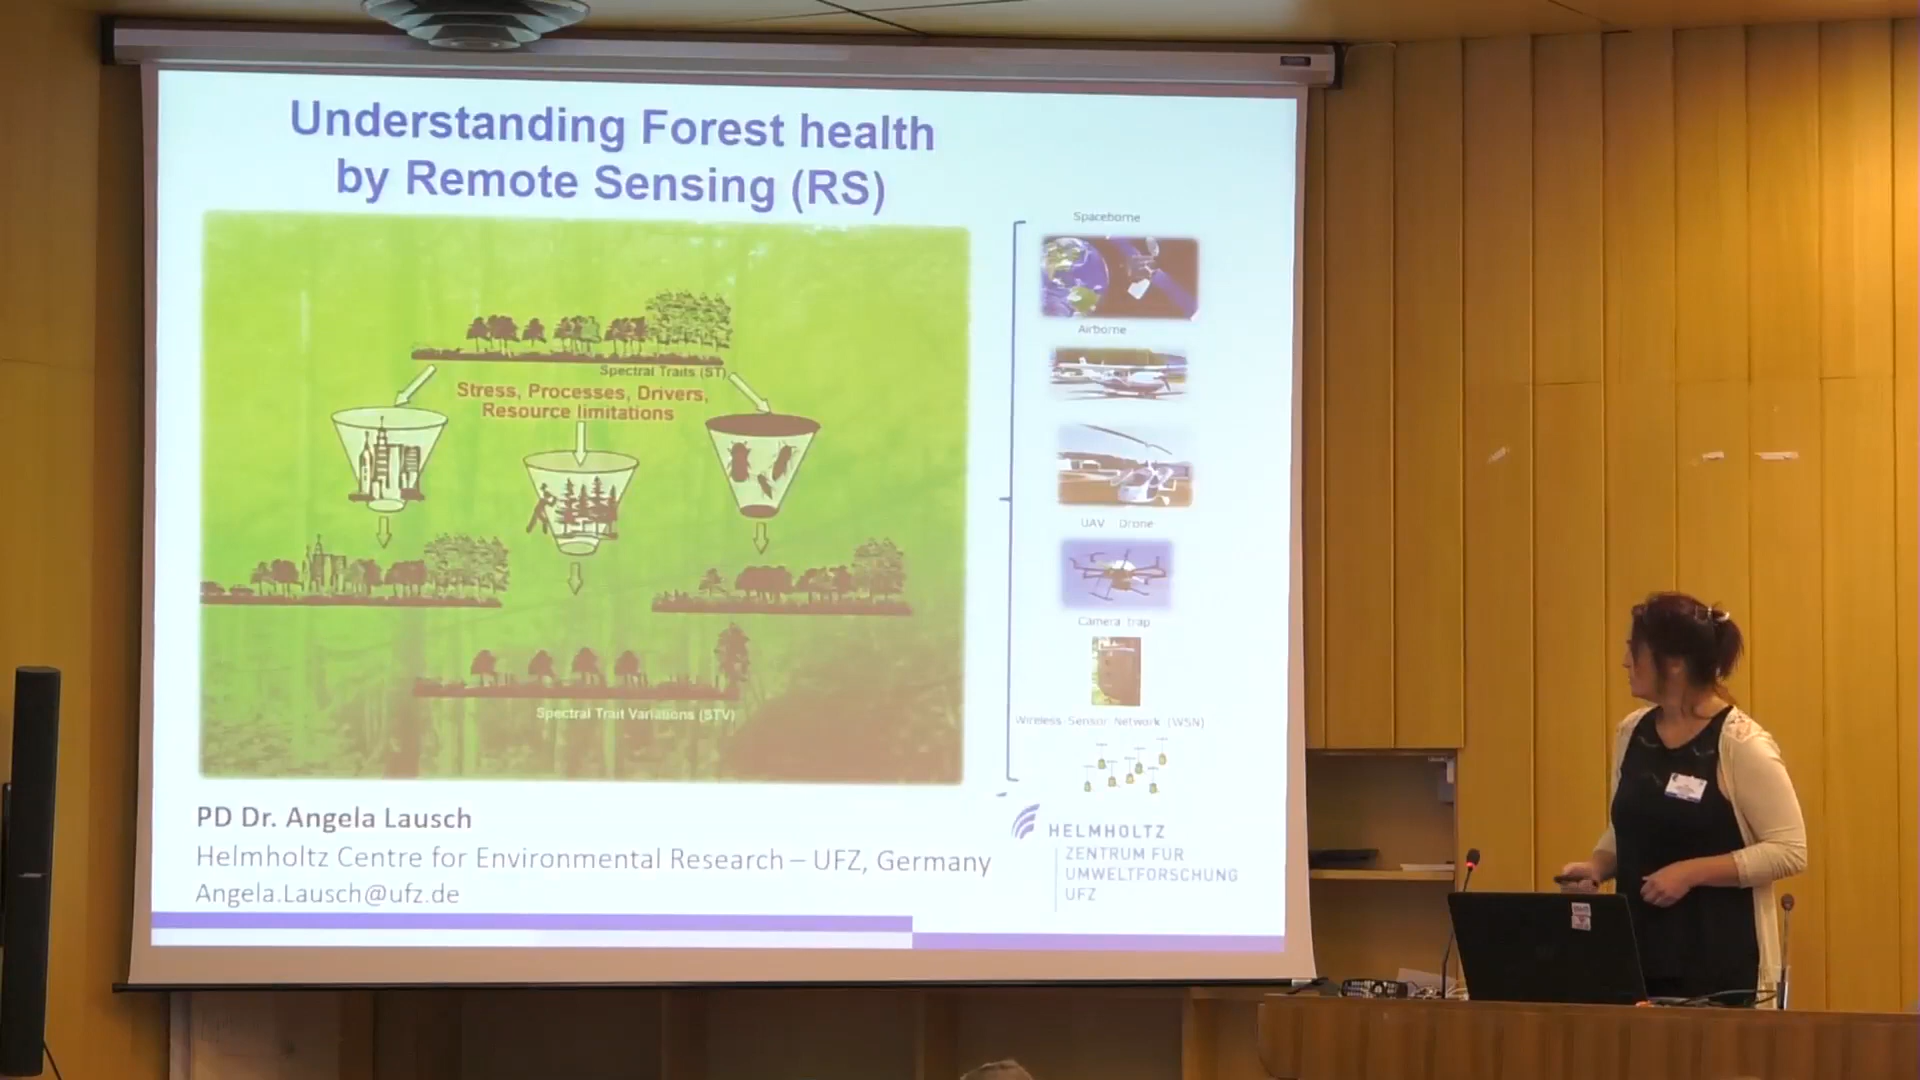 Understanding Forest health
by Remote Sensing (RS)
Spectral Traits (ST)
Stress, Processes, Drivers,
Resource limitations
Spectral Trait Variations (STV)
Spaceborne
Airborne
UAV Drone
Camera trap
Wireless Sensor Network (WSN)
PD Dr. Angela Lausch
Helmholtz Centre for Environmental Research – UFZ, Germany
Angela.Lausch@ufz.de
HELMHOLTZ
ZENTRUM FÜR
UMWELTFORSCHUNG
UFZ